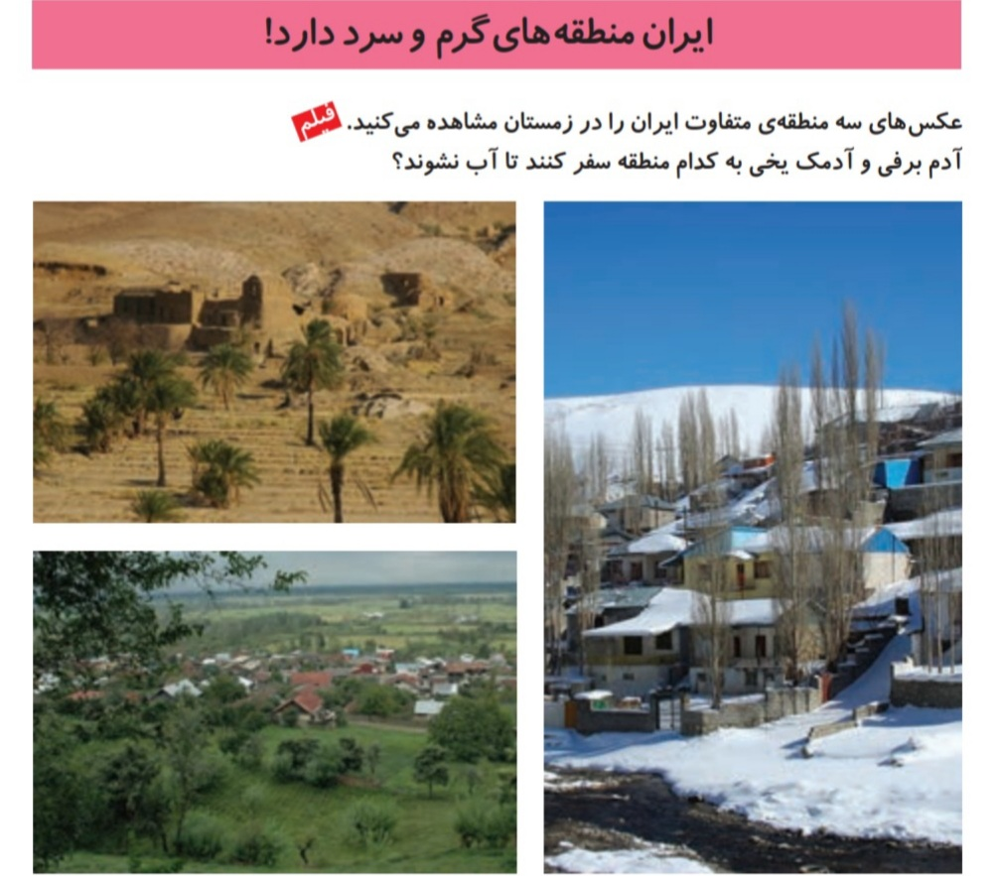 ایران منطقه‌های گرم و سرد دارد!
عکس‌های سه منطقه‌ی متفاوت ایران را در زمستان مشاهده می‌کنید. فیلم
آدم برفی و آدمک یخی به کدام منطقه سفر کنند تا آب نشوند؟